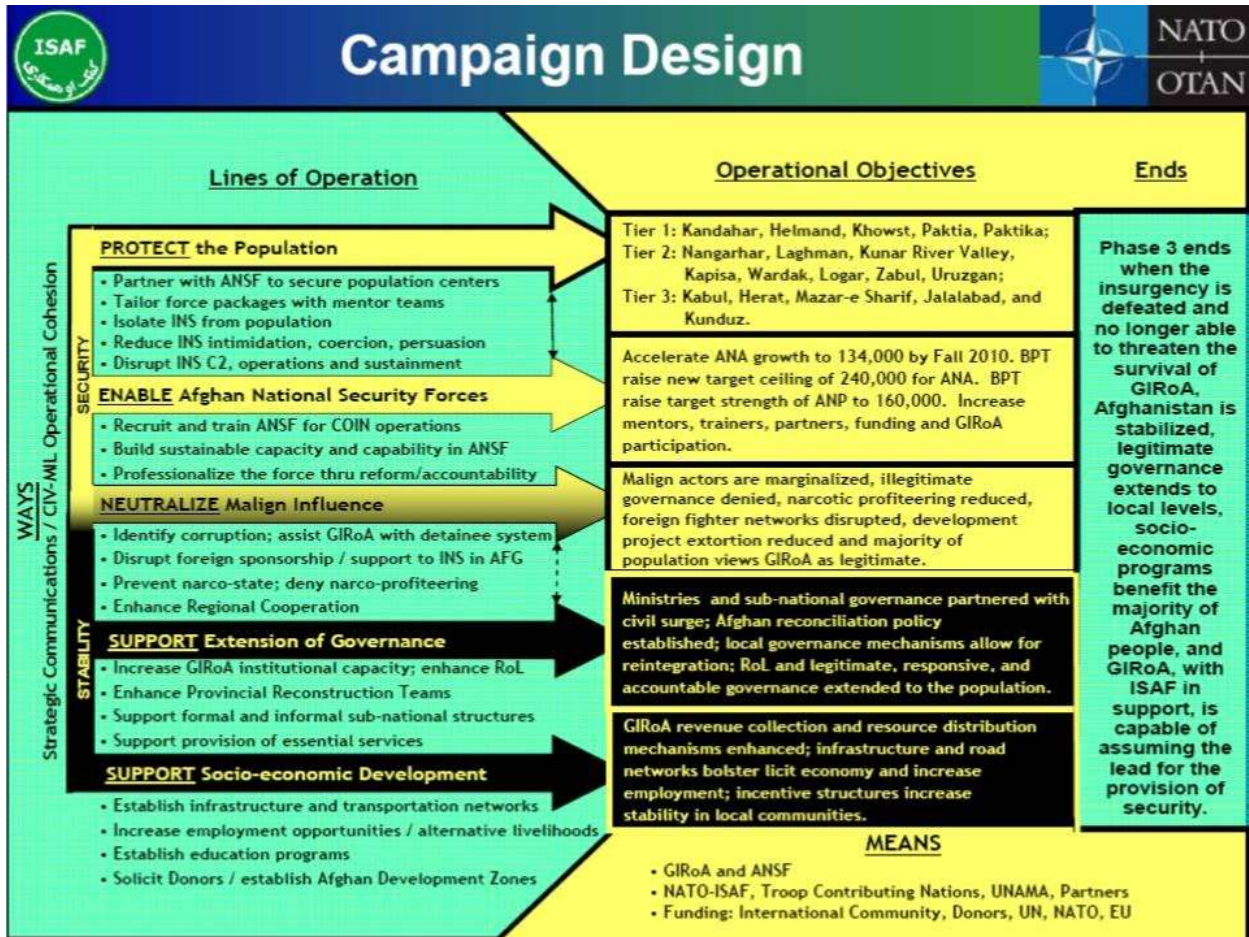 ISAF
کمک او همکاری
Campaign Design
NATO
OTAN
Lines of Operation
PROTECT the Population
• Partner with ANSF to secure population centers
• Tailor force packages with mentor teams
• Isolate INS from population
• Reduce INS intimidation, coercion, persuasion
• Disrupt INS C2, operations and sustainment
ENABLE Afghan National Security Forces
• Recruit and train ANSF for COIN operations
• Build sustainable capacity and capability in ANSF
• Professionalize the force thru reform/accountability
NEUTRALIZE Malign Influence
• Identify corruption; assist GIRoA with detainee system
• Disrupt foreign sponsorship / support to INS in AFG
• Prevent narco-state; deny narco-profiteering
• Enhance Regional Cooperation
SUPPORT Extension of Governance
• Increase GIRoA institutional capacity; enhance RoL
• Enhance Provincial Reconstruction Teams
• Support formal and informal sub-national structures
• Support provision of essential services
SUPPORT Socio-economic Development
• Establish infrastructure and transportation networks
• Increase employment opportunities / alternative livelihoods
• Establish education programs
• Solicit Donors / establish Afghan Development Zones
WAYS
Strategic Communications / CIV-MIL Operational Cohesion
SECURITY
STABILITY
Operational Objectives
Tier 1: Kandahar, Helmand, Khowst, Paktia, Paktika;
Tier 2: Nangarhar, Laghman, Kunar River Valley,
Kapisa, Wardak, Logar, Zabul, Uruzgan;
Tier 3: Kabul, Herat, Mazar-e Sharif, Jalalabad, and
Kunduz.
Accelerate ANA growth to 134,000 by Fall 2010. BPT
raise new target ceiling of 240,000 for ANA. BPT
raise target strength of ANP to 160,000. Increase
mentors, trainers, partners, funding and GIRoA
participation.
Malign actors are marginalized, illegitimate
governance denied, narcotic profiteering reduced,
foreign fighter networks disrupted, development
project extortion reduced and majority of
population views GIRoA as legitimate.
Ministries and sub-national governance partnered with
civil surge; Afghan reconciliation policy
established; local governance mechanisms allow for
reintegration; RoL and legitimate, responsive, and
accountable governance extended to the population.
GIRoA revenue collection and resource distribution
mechanisms enhanced; infrastructure and road
networks bolster licit economy and increase
employment; incentive structures increase
stability in local communities.
Ends
Phase 3 ends
when the
insurgency is
defeated and
no longer able
to threaten the
survival of
GIRoA,
Afghanistan is
stabilized,
legitimate
governance
extends to
local levels,
socio-
economic
programs
benefit the
majority of
Afghan
people, and
GIRoA, with
ISAF in
support, is
capable of
assuming the
lead for the
provision of
security.
MEANS
• GIRoA and ANSF
• NATO-ISAF, Troop Contributing Nations, UNAMA, Partners
• Funding: International Community, Donors, UN, NATO, EU